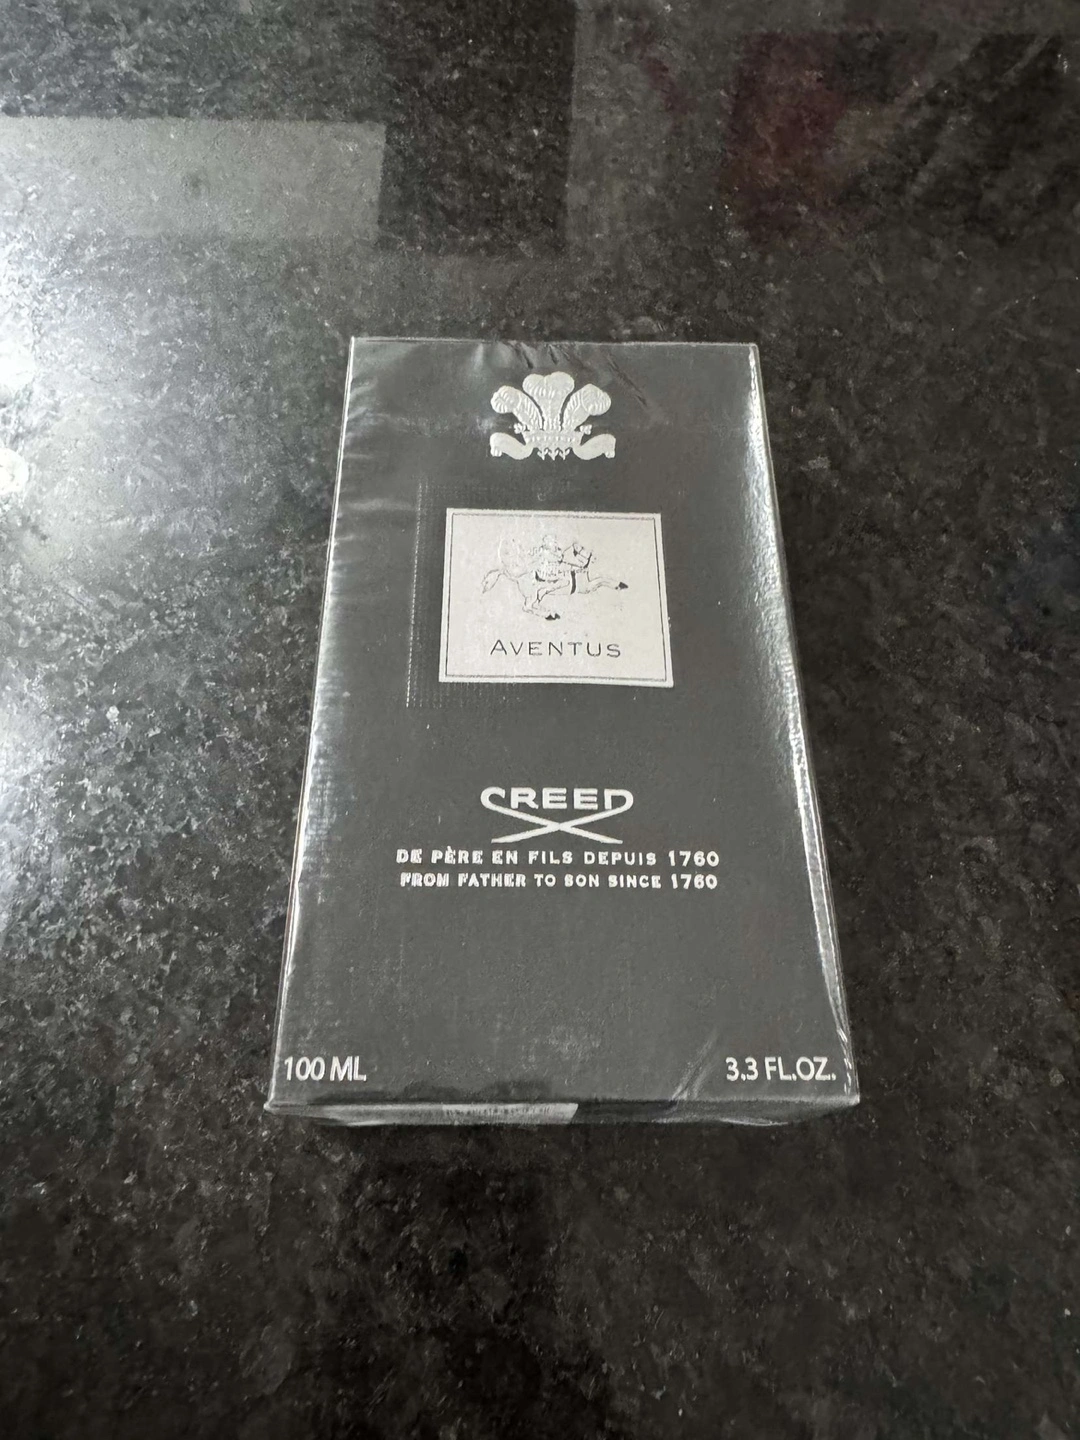 AVENTUS
CREED
DE PÈRE EN FILS DEPUIS 1760
FROM FATHER TO SON SINCE 1760
100 ML
3.3 FL.OZ.